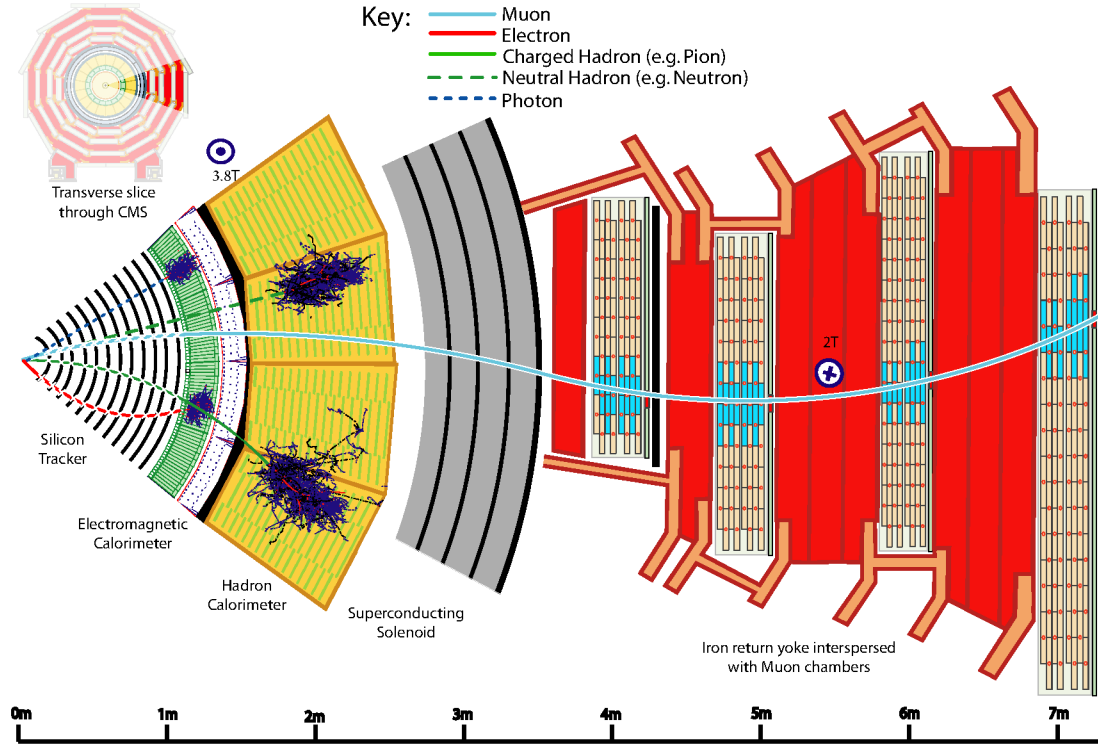 Key:
Muon
Electron
Charged Hadron (e.g. Pion)
Neutral Hadron (e.g. Neutron)
Photon
Transverse slice
through CMS
3.8T
2T
Silicon
Tracker
Electromagnetic
Calorimeter
Hadron
Calorimeter
Superconducting
Solenoid
Iron return yoke interspersed
with Muon chambers
0m
1m
2m
3m
4m
5m
6m
7m